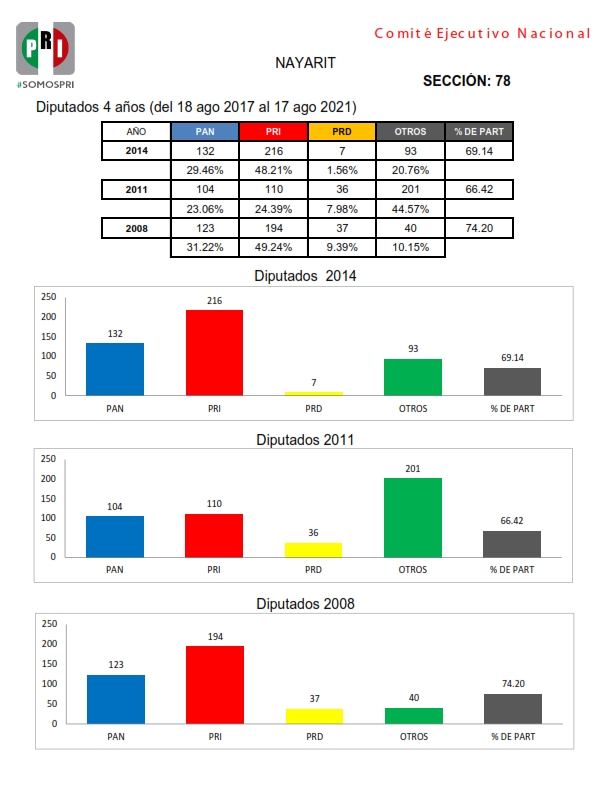 Comité Ejecutivo Nacional
PRI
#SOMOSPRI
NAYARIT
SECCIÓN: 78
Diputados 4 años (del 18 ago 2017 al 17 ago 2021)
AÑO PAN PRI PRD OTROS % DE PART
2014 132 216 7 93 69.14
29.46% 48.21% 1.56% 20.76%
2011 104 110 36 201 66.42
23.06% 24.39% 7.98% 44.57%
2008 123 194 37 40 74.20
31.22% 49.24% 9.39% 10.15%
Diputados 2014
250
200
150
100
50
0
132 216 7 93 69.14
PAN PRI PRD OTROS % DE PART
Diputados 2011
250
200
150
100
50
0
104 110 36 201 66.42
PAN PRI PRD OTROS % DE PART
Diputados 2008
250
200
150
100
50
0
123 194 37 40 74.20
PAN PRI PRD OTROS % DE PART